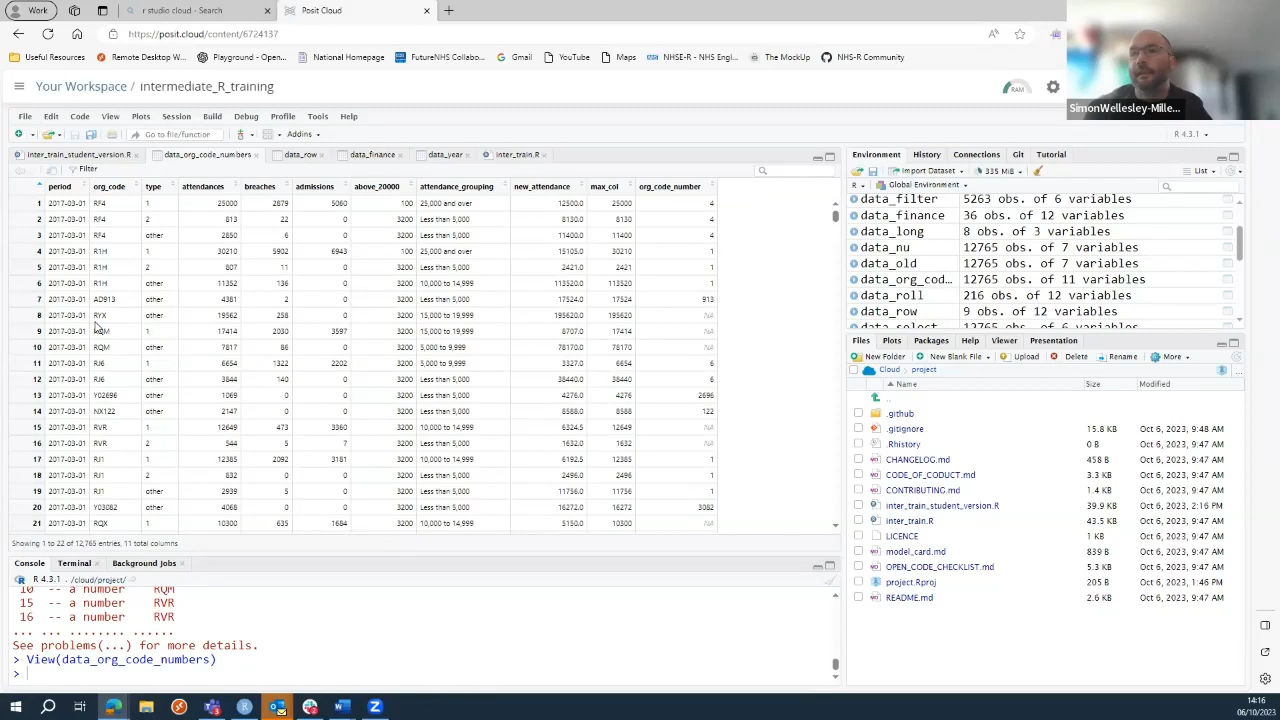 Work
r studio cloud - Search
Posit Cloud
https://posit.cloud/content/6724137
Useful Resources
Remote Desktop W...
Playground - Open...
National Homepage
FutureNHS Collabo...
Gmail
YouTube
Maps
NHSE-R - NHS Engl...
The MockUp
NHS-R Community
SimonWellesley-Mille...
Your Workspace / intermediate_R_training
RAM
File Edit Code View Plots Session Build Debug Profile Tools Help
Go to file/function
Addins
R 4.3.1
inter_train_student_version.R
data_org_code_numbers
data_row
data_finance
data_year
inter_train.R
Filter
period org_code type attendances breaches admissions above_20000 attendance_grouping new_attendance max_col org_code_number
1 2017-03-01 RF4 1 25000 2879 5060 100 25,000 and over 12500.0 25000 4
2 2017-03-01 RF4 2 813 22 0 3200 Less than 5,000 8130.0 8130 4
3 2017-03-01 RF4 other 2850 6 0 3200 Less than 5,000 11400.0 11400 4
4 2017-03-01 R1H 1 30210 5902 6943 100 25,000 and over 15105.0 30210 1
5 2017-03-01 R1H 2 807 11 0 3200 Less than 5,000 2421.0 2421 1
6 2017-03-01 R1H other 11352 136 0 3200 10,000 to 14,999 113520.0 113520 1
7 2017-03-01 AD913 other 4381 2 0 3200 Less than 5,000 17524.0 17524 913
8 2017-03-01 RYX other 19562 258 0 3200 15,000 to 19,999 195620.0 195620 NA
9 2017-03-01 RQM 1 17414 2030 3597 3200 15,000 to 19,999 8707.0 17414 NA
10 2017-03-01 RQM other 7817 86 0 3200 5,000 to 9,999 78170.0 78170 NA
11 2017-03-01 RJ6 1 6654 1322 2202 3200 5,000 to 9,999 3327.0 6654 6
12 2017-03-01 RJ6 other 3844 140 0 3200 Less than 5,000 38440.0 38440 6
13 2017-03-01 Y02696 other 1069 0 0 3200 Less than 5,000 4276.0 4276 2696
14 2017-03-01 NX122 other 2147 0 0 3200 Less than 5,000 8588.0 8588 122
15 2017-03-01 RVR 1 12649 473 3360 3200 10,000 to 14,999 6324.5 12649 NA
16 2017-03-01 RVR 2 544 5 7 3200 Less than 5,000 1632.0 1632 NA
17 2017-03-01 RJ1 1 12385 2092 3181 3200 10,000 to 14,999 6192.5 12385 1
18 2017-03-01 RJ1 2 832 0 0 3200 Less than 5,000 2496.0 2496 1
19 2017-03-01 RJ1 other 2939 5 0 3200 Less than 5,000 11756.0 11756 1
20 2017-03-01 Y03082 other 4068 0 0 3200 Less than 5,000 16272.0 16272 3082
21 2017-03-01 RQX 1 10300 635 1684 3200 10,000 to 14,999 5150.0 10300 NA
Showing 1 to 22 of 12,765 entries, 11 total columns
Console Terminal Background Jobs
R 4.3.1 . /cloud/project/
10 -- a number RQM
15 -- a number RVR
16 -- a number RVR
... ... ........ ......
See problems(...) for more details.
> View(data_org_code_numbers)
>
Environment History Connections Git Tutorial
Import Dataset 335 MiB List
R Global Environment
data_filter 5263 obs. of 6 variables
data_finance 36 obs. of 12 variables
data_long 8 obs. of 3 variables
data_nu 12765 obs. of 7 variables
data_old 12765 obs. of 7 variables
data_org_cod... 12765 obs. of 11 variables
data_roll 216 obs. of 12 variables
data_row 9 obs. of 12 variables
data_select 12765 obs. of 6 variables
Files Plots Packages Help Viewer Presentation
New Folder New Blank File Upload Delete Rename More
Cloud project ...
Name Size Modified
..
.github
.gitignore 15.8 KB Oct 6, 2023, 9:48 AM
.Rhistory 0 B Oct 6, 2023, 9:47 AM
CHANGELOG.md 458 B Oct 6, 2023, 9:47 AM
CODE_OF_CODUCT.md 3.3 KB Oct 6, 2023, 9:47 AM
CONTRIBUTING.md 1.4 KB Oct 6, 2023, 9:47 AM
inter_train_student_version.R 39.9 KB Oct 6, 2023, 2:16 PM
inter_train.R 43.5 KB Oct 6, 2023, 9:47 AM
LICENCE 1 KB Oct 6, 2023, 9:47 AM
model_card.md 839 B Oct 6, 2023, 9:47 AM
OPEN_CODE_CHECKLIST.md 5.3 KB Oct 6, 2023, 9:47 AM
project.Rproj 205 B Oct 6, 2023, 1:46 PM
README.md 2.6 KB Oct 6, 2023, 9:47 AM
14:16
06/10/2023